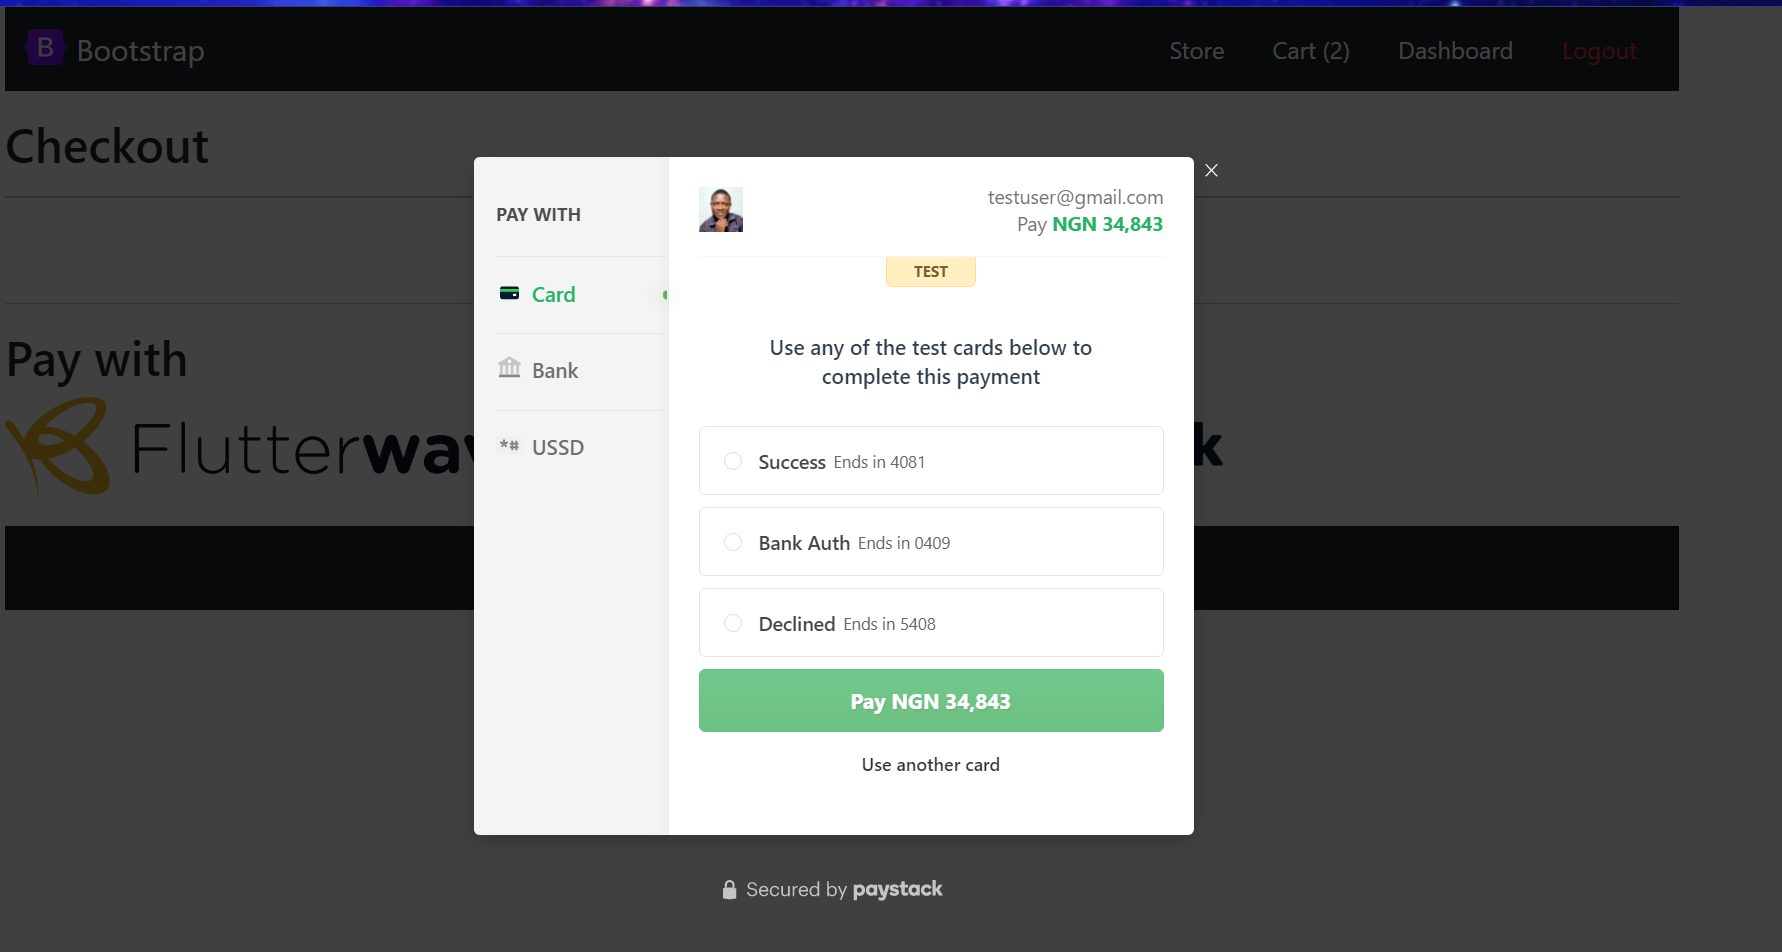 B Bootstrap
Store Cart (2) Dashboard Logout
Checkout
PAY WITH
Card
Bank
*# USSD
testuser@gmail.com
Pay NGN 34,843
TEST
Use any of the test cards below to
complete this payment
Success Ends in 4081
Bank Auth Ends in 0409
Declined Ends in 5408
Pay NGN 34,843
Use another card
Pay with
Secured by paystack